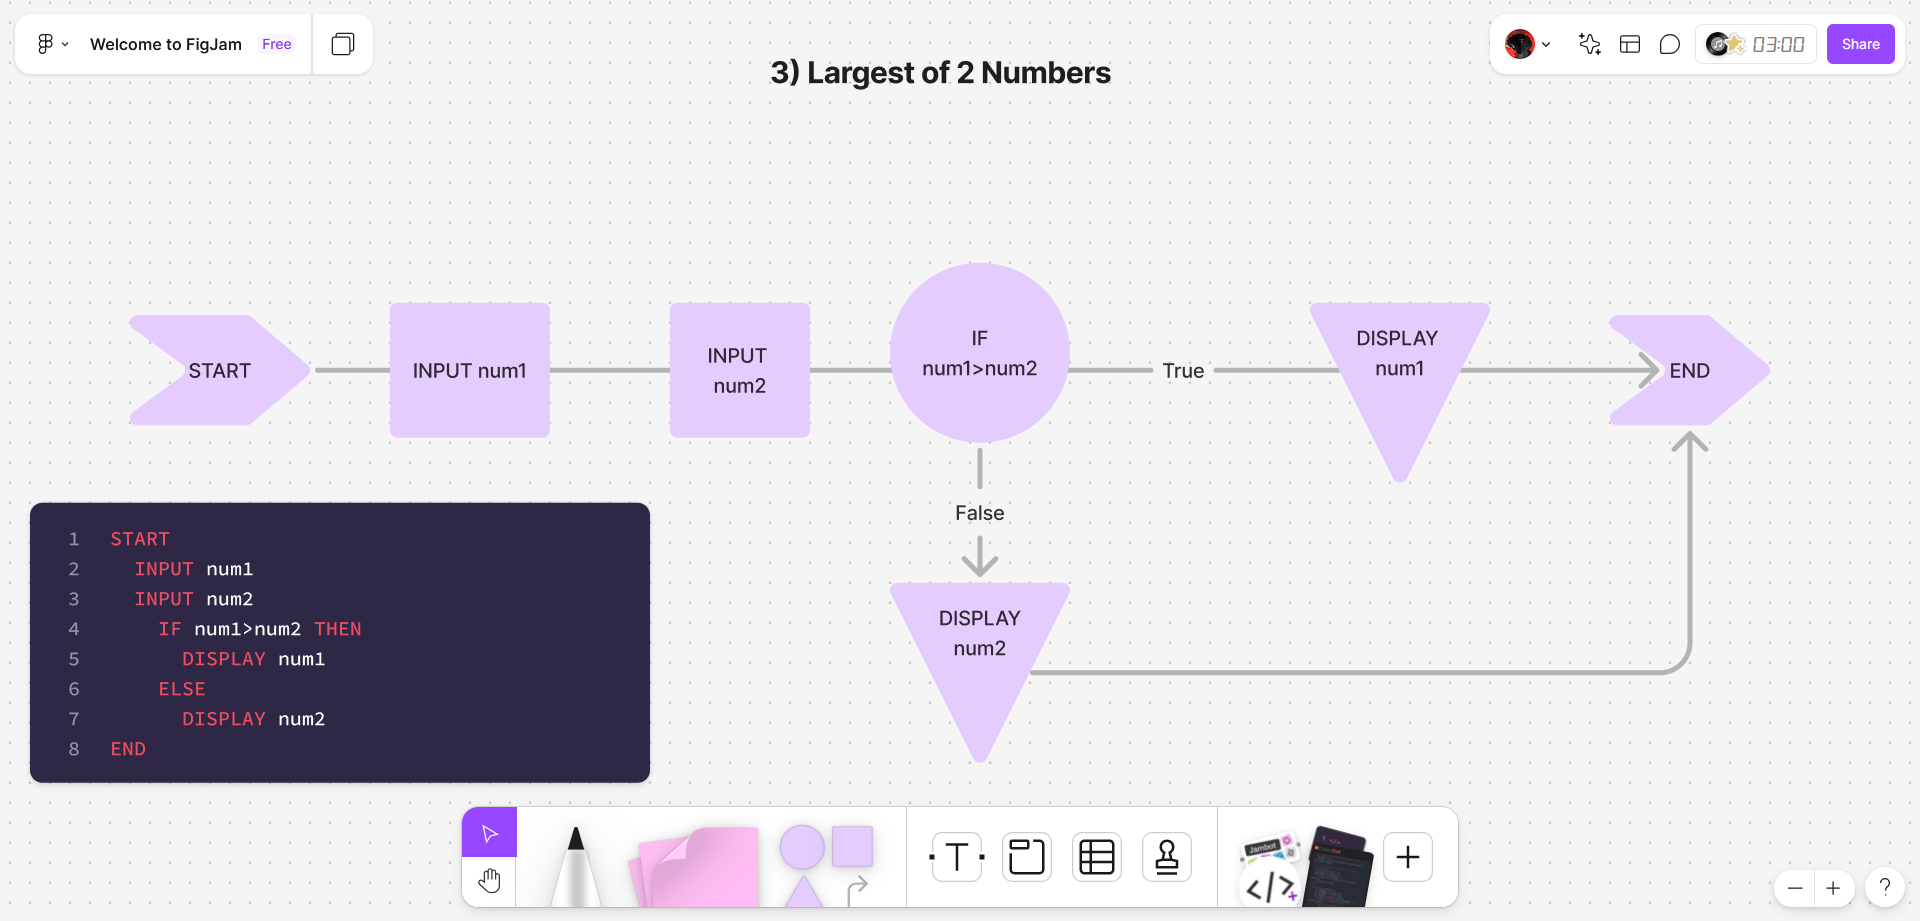 Welcome to FigJam Free
03:00
Share
3) Largest of 2 Numbers
START
INPUT num1
INPUT
num2
IF
num1>num2
True
DISPLAY
num1
END
False
DISPLAY
num2
1 START
2 INPUT num1
3 INPUT num2
4 IF num1>num2 THEN
5 DISPLAY num1
6 ELSE
7 DISPLAY num2
8 END
T
Jambot
</>
?